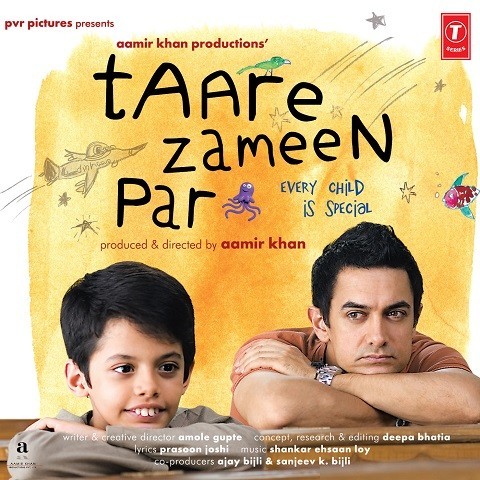 pvr pictures presents
T
SERIES
aamir khan productions'
tAAre
zameeN
PAR
EVERY CHILD
IS SPECIAL
produced & directed by aamir khan
writer & creative director amole gupte concept, research & editing deepa bhatia
lyrics prasoon joshi music shankar ehsaan loy
co-producers ajay bijli & sanjeev k. bijli
a
AAMIR KHAN